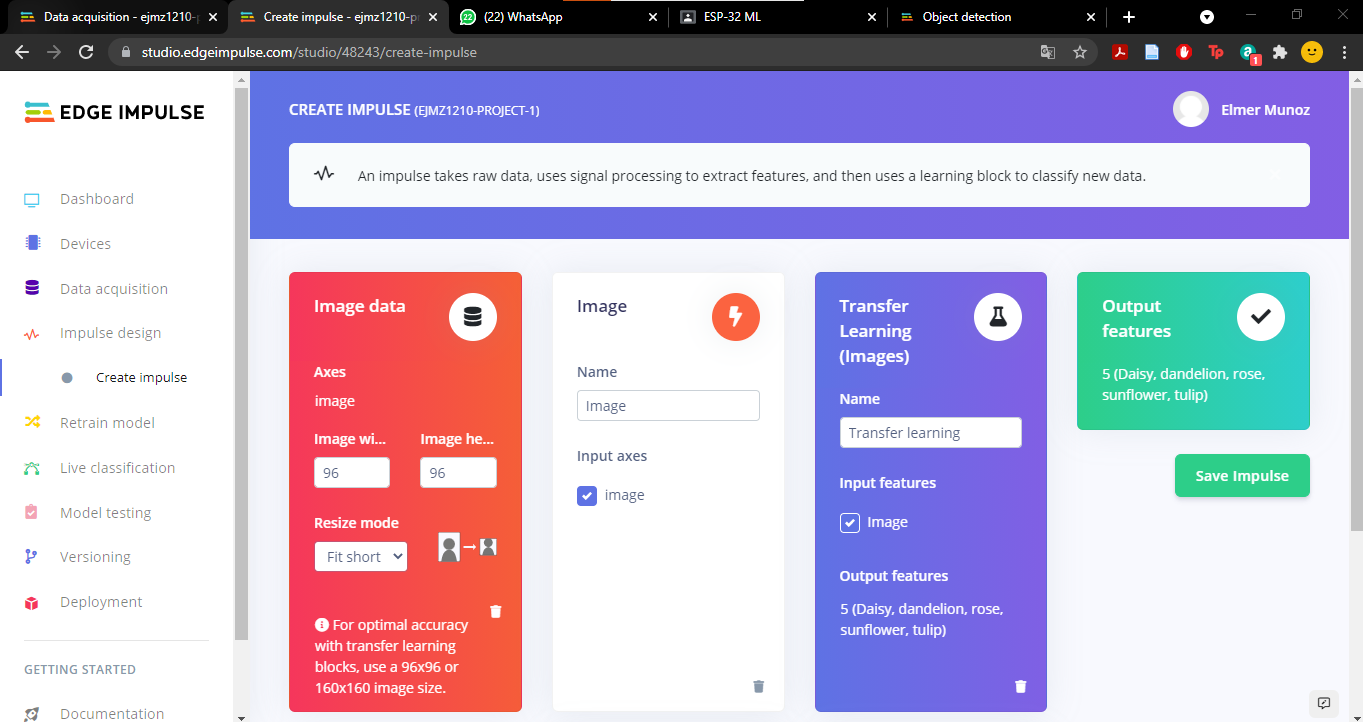 Data acquisition - ejmz1210-p
Create impulse - ejmz1210-pr
22
(22) WhatsApp
ESP-32 ML
Object detection
studio.edgeimpulse.com/studio/48243/create-impulse
Tp
a
1
EDGE IMPULSE
Dashboard
Devices
Data acquisition
Impulse design
Create impulse
Retrain model
Live classification
Model testing
Versioning
Deployment
GETTING STARTED
Documentation
CREATE IMPULSE (EJMZ1210-PROJECT-1)
Elmer Munoz
An impulse takes raw data, uses signal processing to extract features, and then uses a learning block to classify new data.
Image data
Axes
image
Image wi...
Image he...
96
96
Resize mode
Fit short
For optimal accuracy
with transfer learning
blocks, use a 96x96 or
160x160 image size.
Image
Name
Image
Input axes
image
Transfer
Learning
(Images)
Name
Transfer learning
Input features
Image
Output features
5 (Daisy, dandelion, rose,
sunflower, tulip)
Output
features
5 (Daisy, dandelion, rose,
sunflower, tulip)
Save Impulse